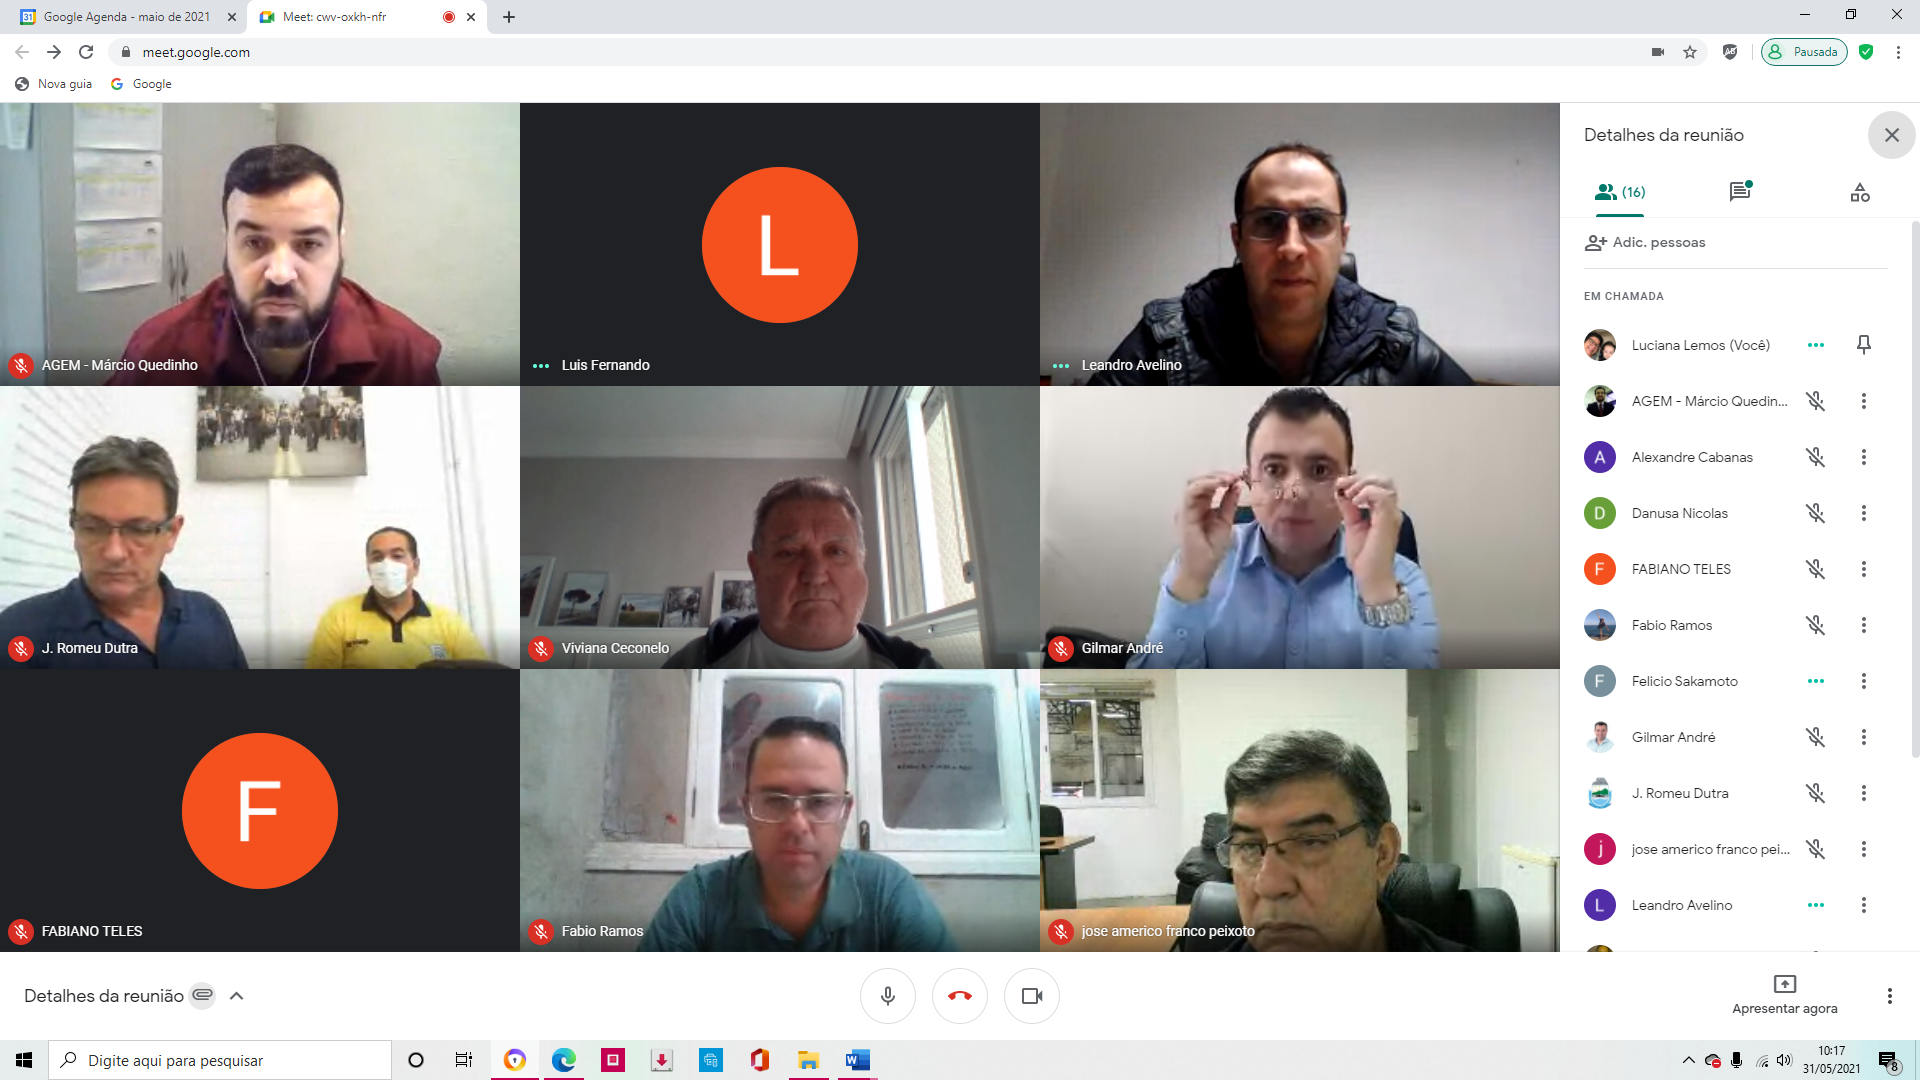 Google Agenda - maio de 2021
Meet: cwv-oxkh-nfr
meet.google.com
Pausada
Nova guia
Google
AGEM - Márcio Quedinho
L
Luis Fernando
Leandro Avelino
J. Romeu Dutra
Viviana Ceconelo
Gilmar André
F
FABIANO TELES
Fabio Ramos
jose americo franco peixoto
Detalhes da reunião
(16)
Adic. pessoas
EM CHAMADA
Luciana Lemos (Você)
AGEM - Márcio Quedin...
A
Alexandre Cabanas
D
Danusa Nicolas
F
FABIANO TELES
Fabio Ramos
F
Felicio Sakamoto
Gilmar André
J. Romeu Dutra
j
jose americo franco pei...
L
Leandro Avelino
Detalhes da reunião
Apresentar agora
Digite aqui para pesquisar
10:17
31/05/2021
8